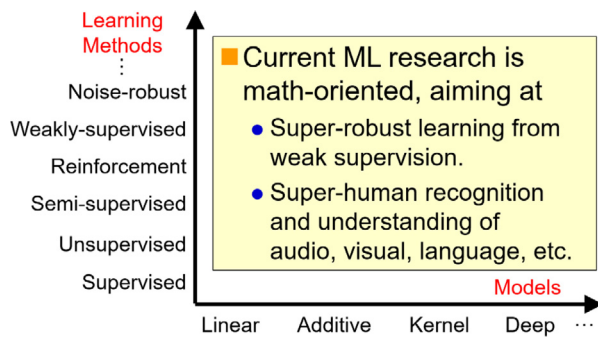 Learning
Methods
⋮
Noise-robust
Weakly-supervised
Reinforcement
Semi-supervised
Unsupervised
Supervised
Current ML research is
math-oriented, aiming at
Super-robust learning from
weak supervision.
Super-human recognition
and understanding of
audio, visual, language, etc.
Models
Linear Additive Kernel Deep ⋯